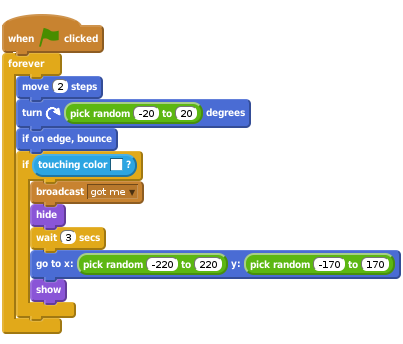 when clicked
forever
move 2 steps
turn pick random -20 to 20 degrees
if on edge, bounce
if touching color ?
broadcast got me
hide
wait 3 secs
go to x: pick random -220 to 220 y: pick random -170 to 170
show